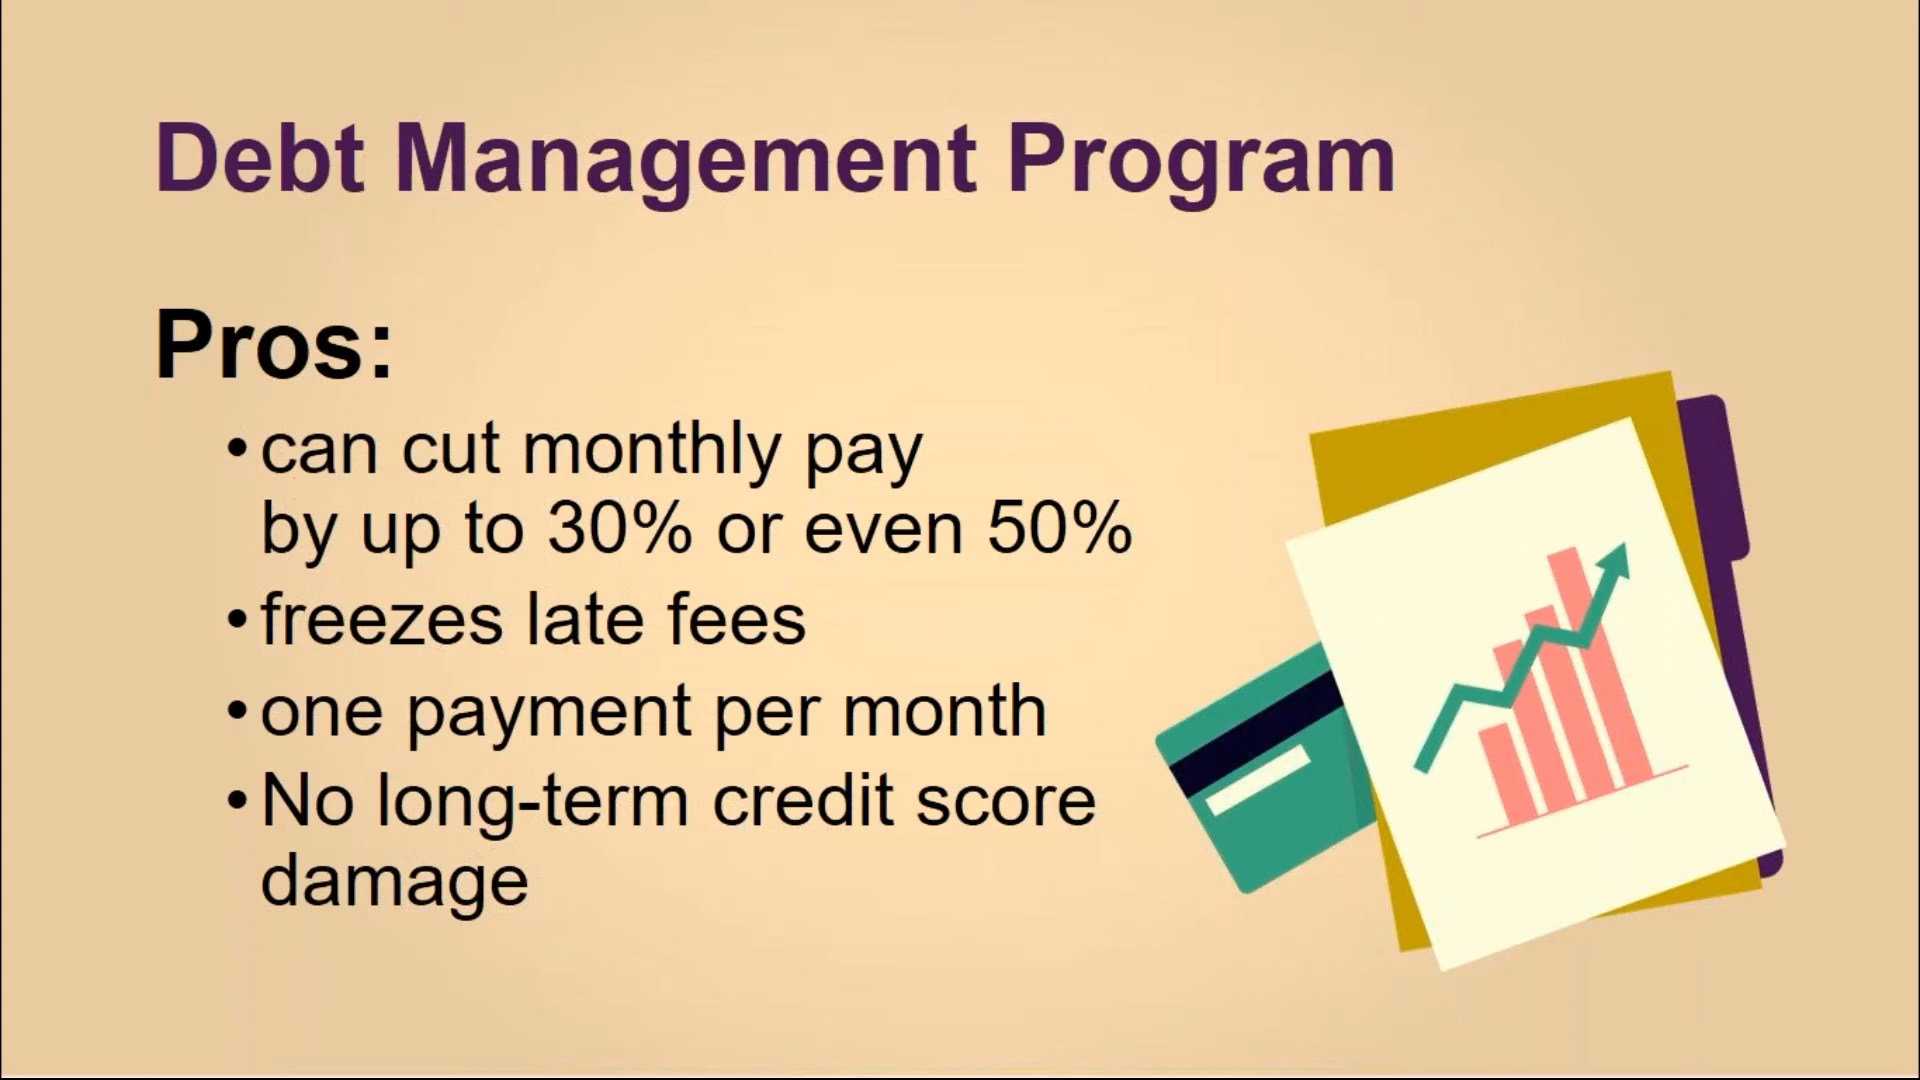 Debt Management Program
Pros:
•can cut monthly pay
by up to 30% or even 50%
•freezes late fees
•one payment per month
•No long-term credit score
damage